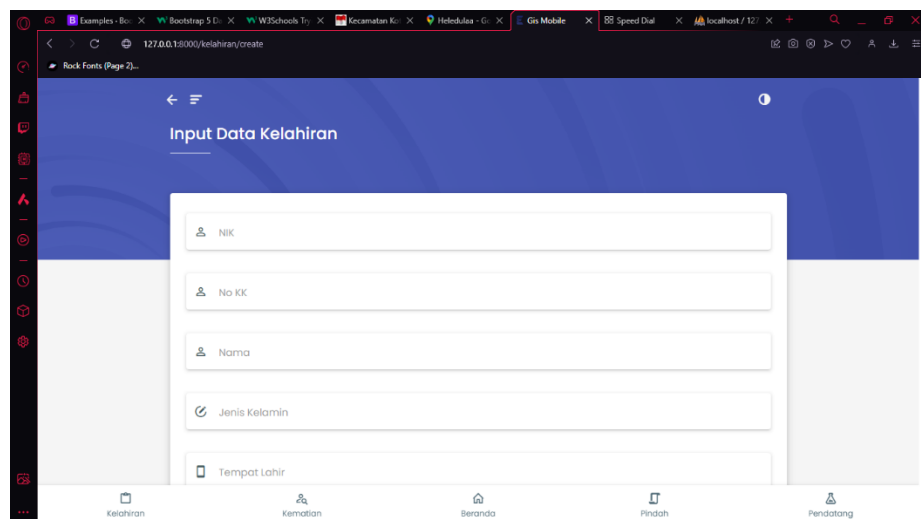 Examples - Boo
Bootstrap 5 D
W3Schools Try
Kecamatan Ko
Heledulaa - Go
Gis Mobile
Speed Dial
localhost / 127
127.0.0.1:8000/kelahiran/create
Rock Fonts (Page 2)...
Input Data Kelahiran
NIK
No KK
Nama
Jenis Kelamin
Tempat Lahir
Kelahiran Kematian Beranda Pindah Pendatang